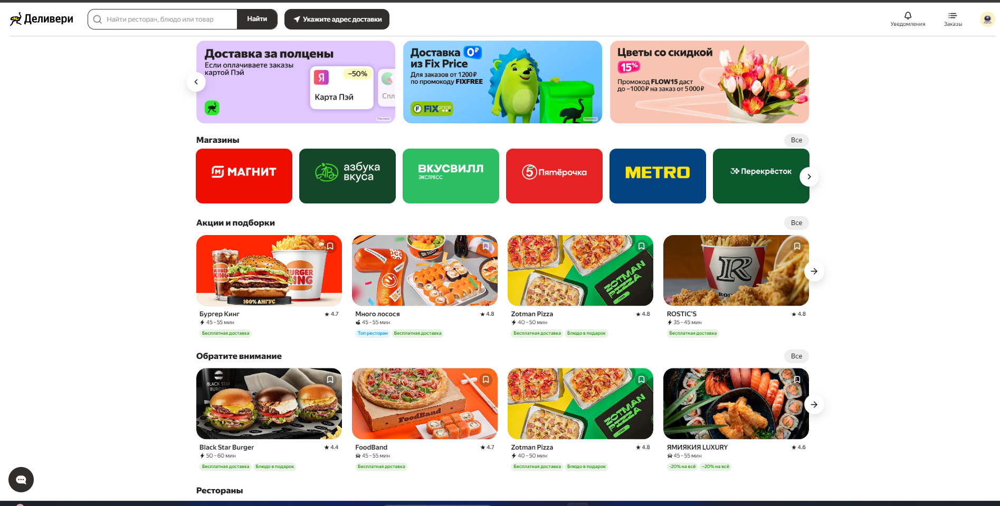 Деливери
Найти ресторан, блюдо или товар
Найти
Укажите адрес доставки
Уведомления
Заказы
Доставка за полцены
Если оплачиваете заказы
картой Пэй
Я
−50%
Карта Пэй
Спл
Реклама
Доставка 0₽
из Fix Price
Для заказов от 1200₽
по промокоду FIXFREE
F FIX price
Реклама
Цветы со скидкой
15%
Промокод FLOW15 даст
до −1000₽ на заказ от 5000₽
Магазины
Все
МАГНИТ
азбука
вкуса
ВКУСВИЛЛ
ЭКСПРЕСС
5 Пятёрочка
METRO
Перекрёсток
Акции и подборки
Все
BURGER
KING
URGER
ING
100% АНГУС
ZOTMAN
PIZZA
R
ROS
Бургер Кинг
4.7
45–55 мин
Бесплатная доставка
Много лосося
4.8
45–55 мин
Топ ресторан
Бесплатная доставка
Zotman Pizza
4.8
40–50 мин
Бесплатная доставка
Блюдо в подарок
ROSTIC'S
4.8
35–45 мин
Бесплатная доставка
Обратите внимание
Все
BLACK STAR
BURGER
FoodBand
ZOTMAN
PIZZA
Black Star Burger
4.4
50–60 мин
Бесплатная доставка
Блюдо в подарок
FoodBand
4.7
45–55 мин
Бесплатная доставка
Zotman Pizza
4.8
40–50 мин
Бесплатная доставка
Блюдо в подарок
ЯМИЯКИ LUXURY
4.6
45–55 мин
-20% на всё
−20% на всё
Рестораны